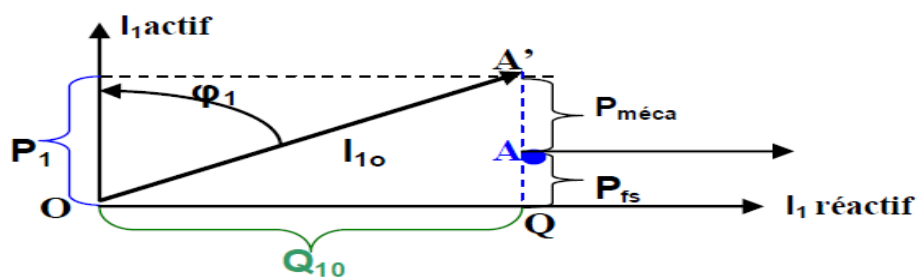 I₁actif
A’
φ₁
P₁
Pméca
I₁ₒ
A
Pfs
O
Q
I₁ réactif
Q₁₀